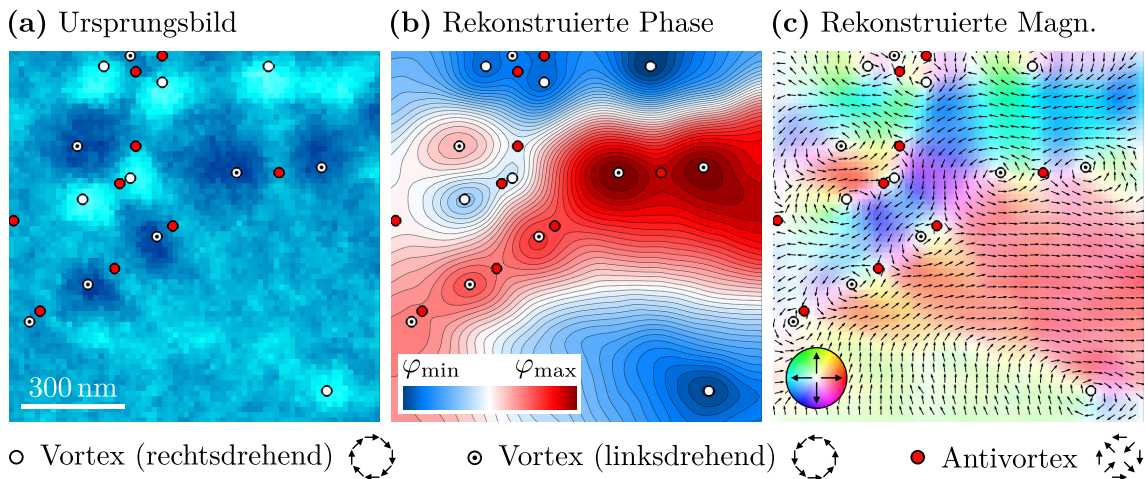 (a) Ursprungsbild
(b) Rekonstruierte Phase
(c) Rekonstruierte Magn.
300 nm
φmin φmax
Vortex (rechtsdrehend)
Vortex (linksdrehend)
Antivortex